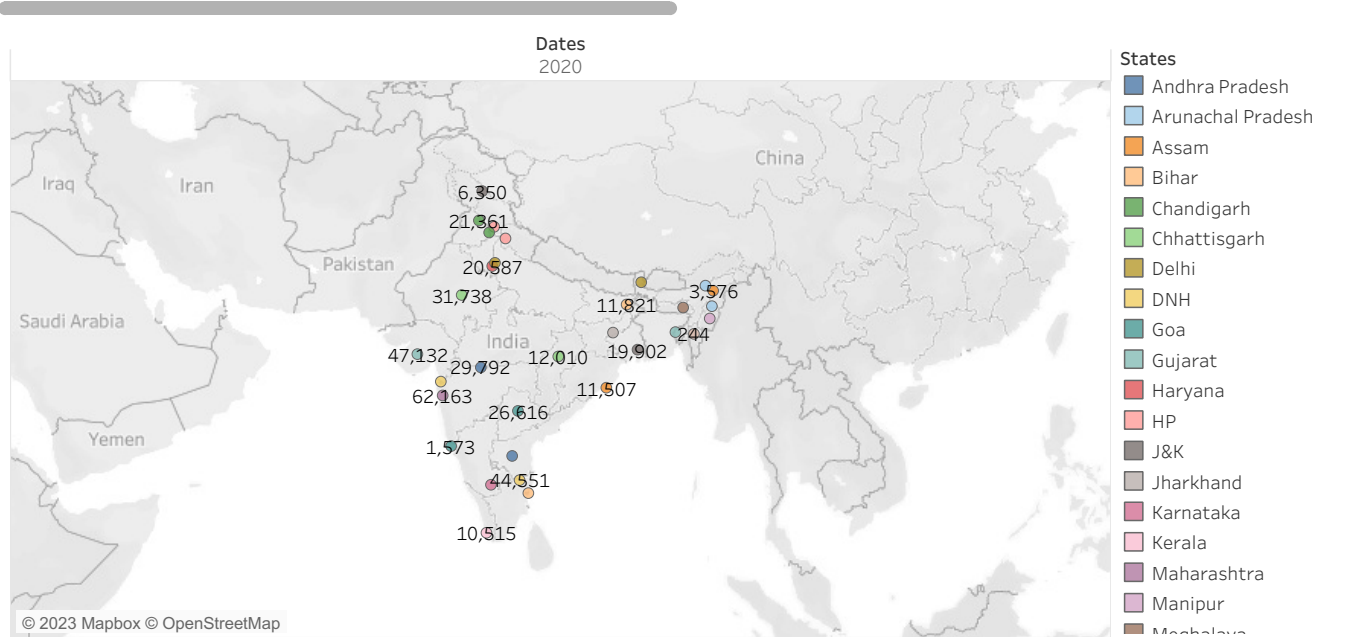 Dates
2020
States
Andhra Pradesh
Arunachal Pradesh
Assam
Bihar
Chandigarh
Chhattisgarh
Delhi
DNH
Goa
Gujarat
Haryana
HP
J&K
Jharkhand
Karnataka
Kerala
Maharashtra
Manipur
Meghalaya
China
Iraq
Iran
6,350
21,361
Pakistan
20,587
31,738
3,576
11,821
Saudi Arabia
244
India
19,902
47,132
12,010
29,792
11,507
62,163
26,616
Yemen
1,573
44,551
10,515
© 2023 Mapbox © OpenStreetMap